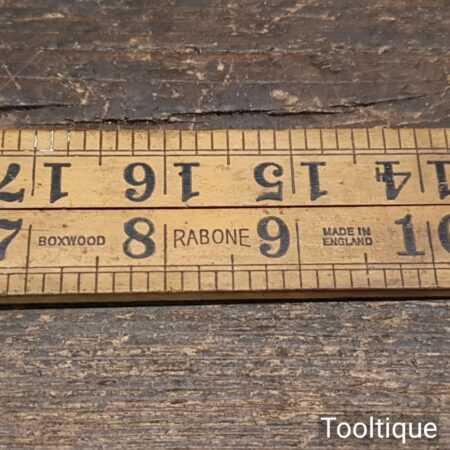 14 15 16 17
7 BOXWOOD 8 RABONE 9 MADE IN
ENGLAND 10
Tooltique